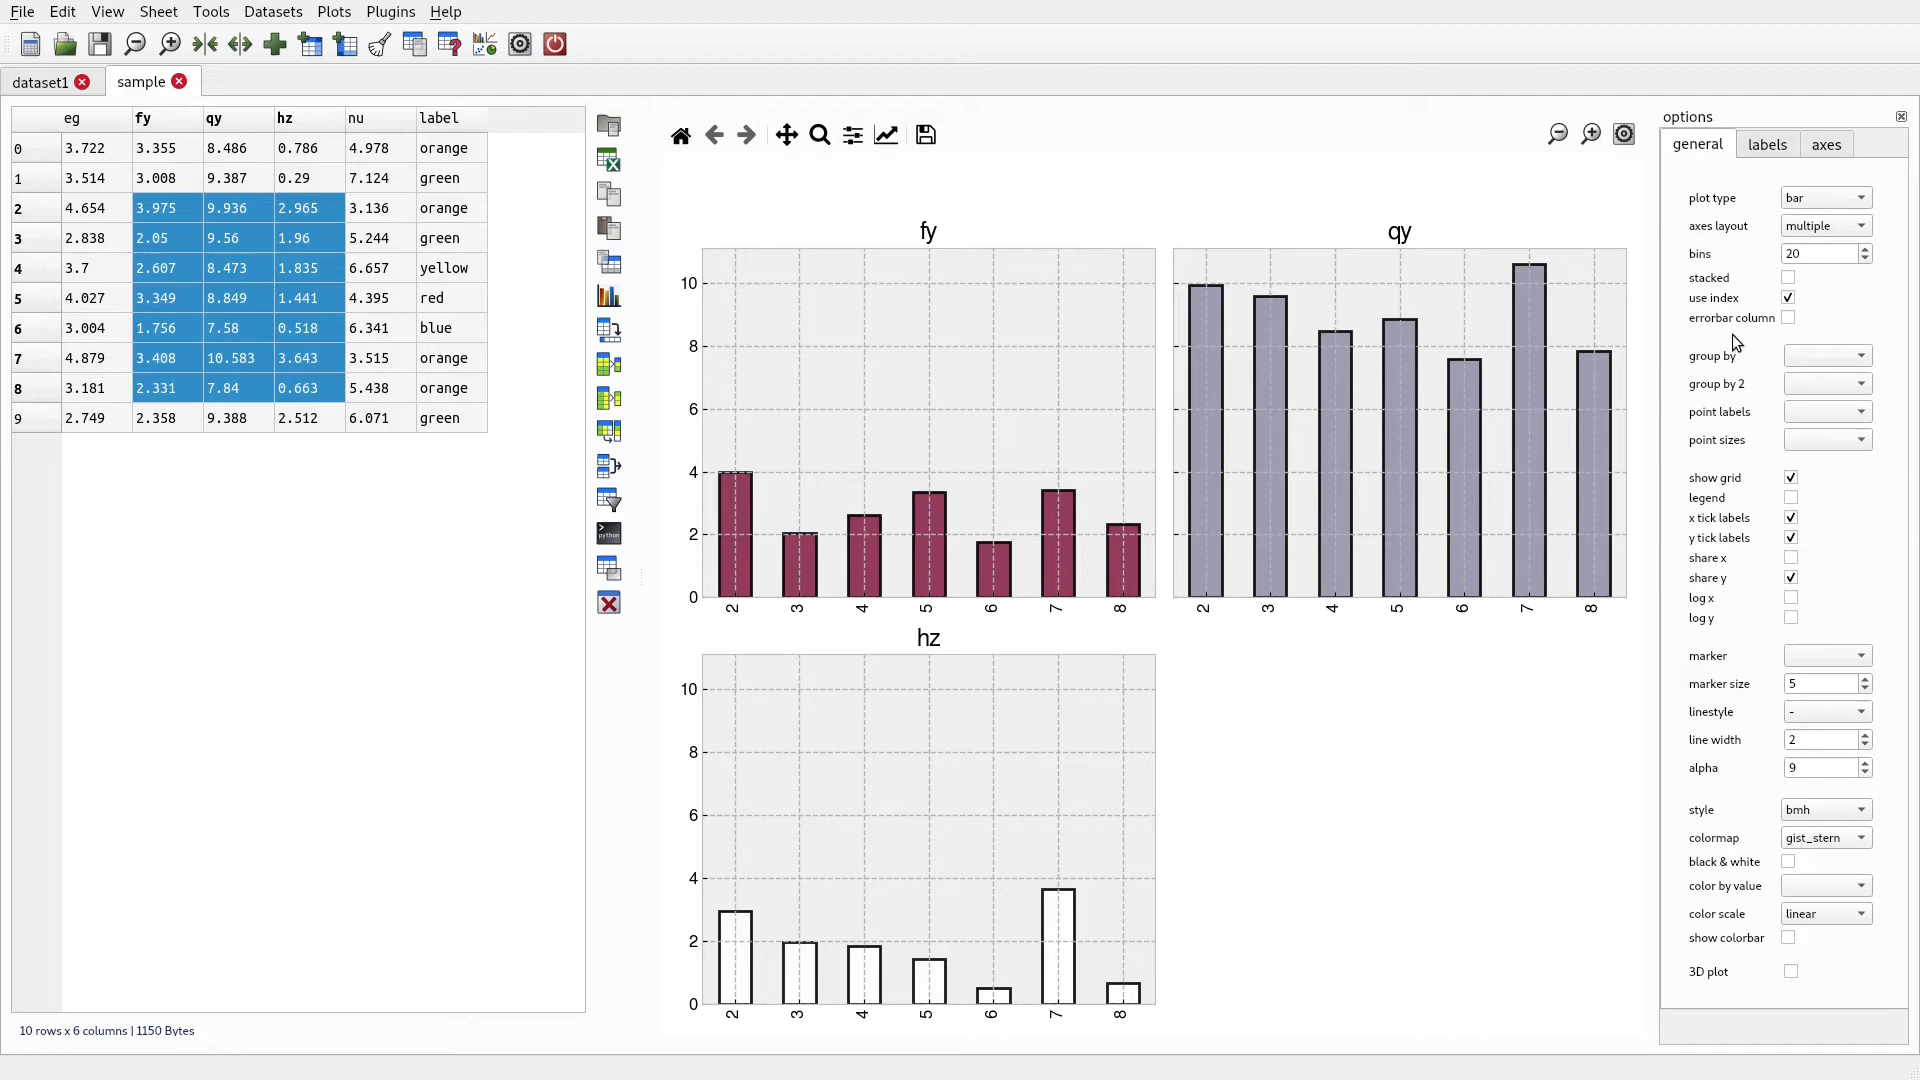 File Edit View Sheet Tools Datasets Plots Plugins Help
dataset1 sample
eg fy qy hz nu label
0 3.722 3.355 8.486 0.786 4.978 orange
1 3.514 3.008 9.387 0.29 7.124 green
2 4.654 3.975 9.936 2.965 3.136 orange
3 2.838 2.05 9.56 1.96 5.244 green
4 3.7 2.607 8.473 1.835 6.657 yellow
5 4.027 3.349 8.849 1.441 4.395 red
6 3.004 1.756 7.58 0.518 6.341 blue
7 4.879 3.408 10.583 3.643 3.515 orange
8 3.181 2.331 7.84 0.663 5.438 orange
9 2.749 2.358 9.388 2.512 6.071 green
10 rows x 6 columns | 1150 Bytes
python
fy
10
8
6
4
2
0
2 3 4 5 6 7 8
qy
2 3 4 5 6 7 8
hz
10
8
6
4
2
0
2 3 4 5 6 7 8
options
general labels axes
plot type bar
axes layout multiple
bins 20
stacked
use index
errorbar column
group by
group by 2
point labels
point sizes
show grid
legend
x tick labels
y tick labels
share x
share y
log x
log y
marker
marker size 5
linestyle -
line width 2
alpha 9
style bmh
colormap gist_stern
black & white
color by value
color scale linear
show colorbar
3D plot